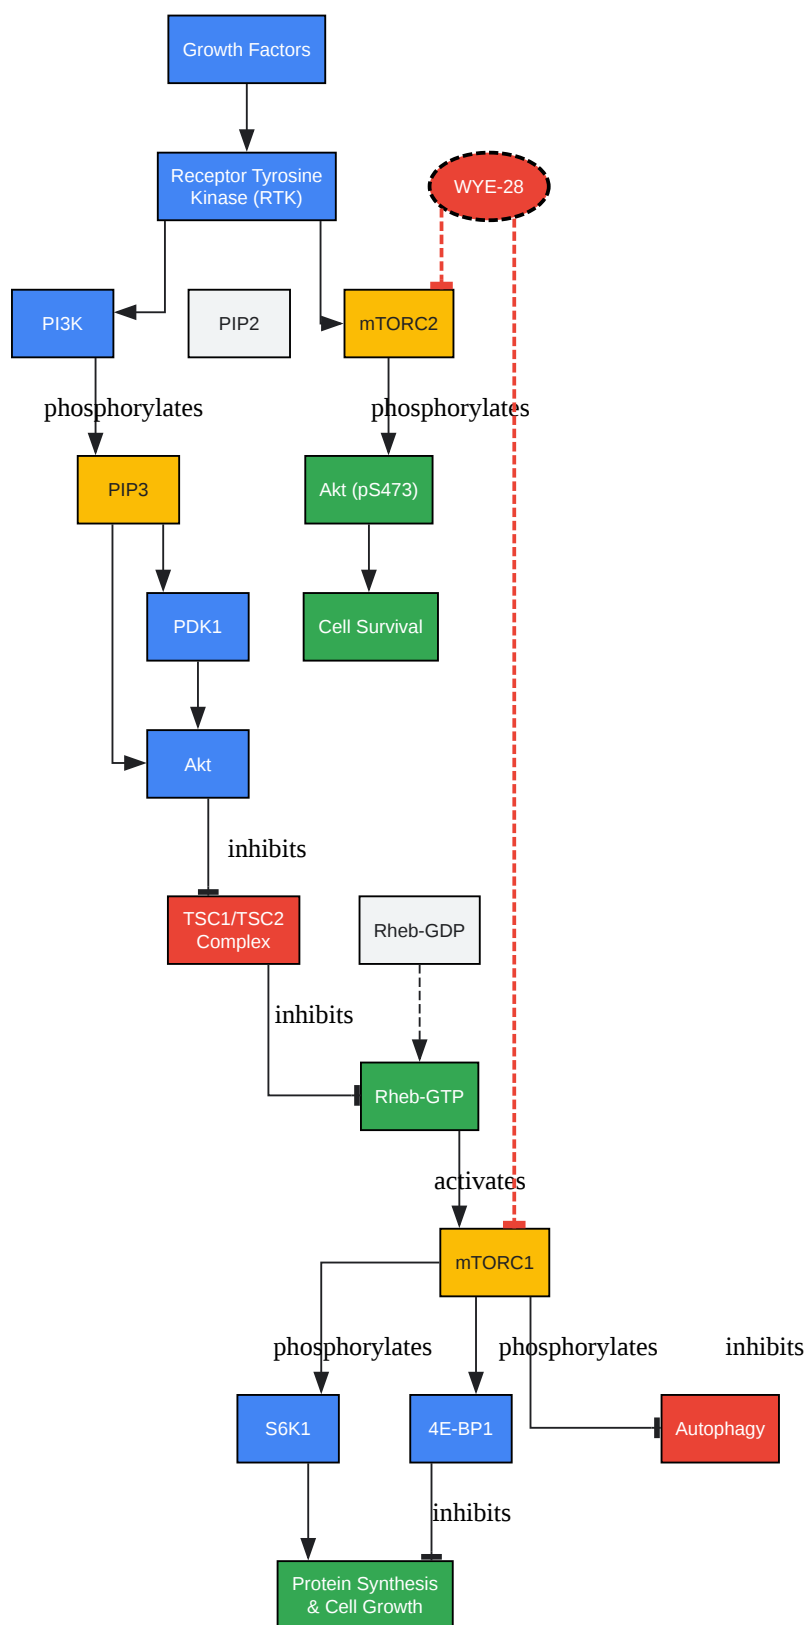 Growth Factors
Receptor Tyrosine
Kinase (RTK)
WYE-28
PI3K
PIP2
mTORC2
phosphorylates
phosphorylates
PIP3
Akt (pS473)
PDK1
Cell Survival
Akt
inhibits
TSC1/TSC2
Complex
Rheb-GDP
inhibits
Rheb-GTP
activates
mTORC1
phosphorylates
phosphorylates
inhibits
S6K1
4E-BP1
Autophagy
inhibits
Protein Synthesis
& Cell Growth